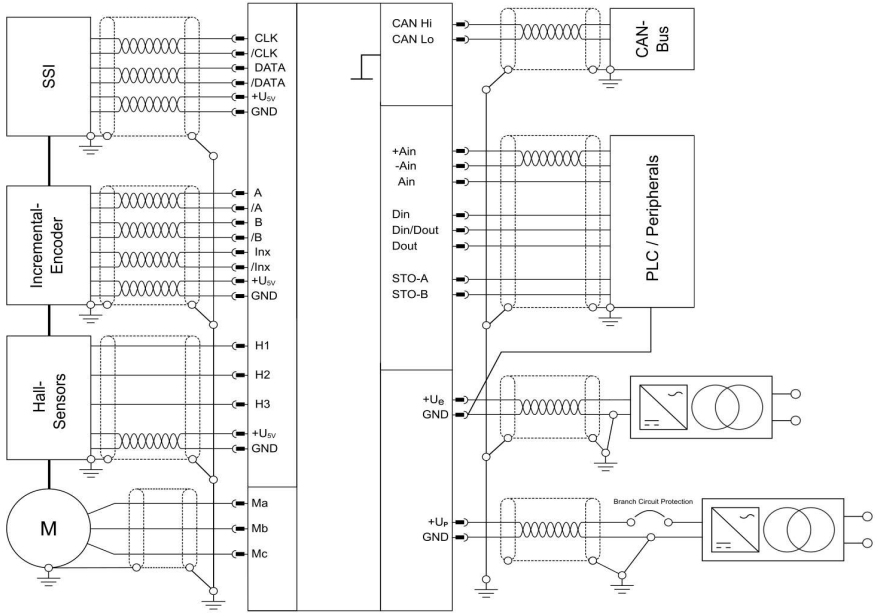 SSI
CLK
/CLK
DATA
/DATA
+U5V
GND
Incremental-
Encoder
A
/A
B
/B
Inx
/Inx
+U5V
GND
Hall-
Sensors
H1
H2
H3
+U5V
GND
M
Ma
Mb
Mc
CAN Hi
CAN Lo
CAN-
Bus
+Ain
-Ain
Ain
Din
Din/Dout
Dout
STO-A
STO-B
PLC / Peripherals
+Ue
GND
Branch Circuit Protection
+UP
GND